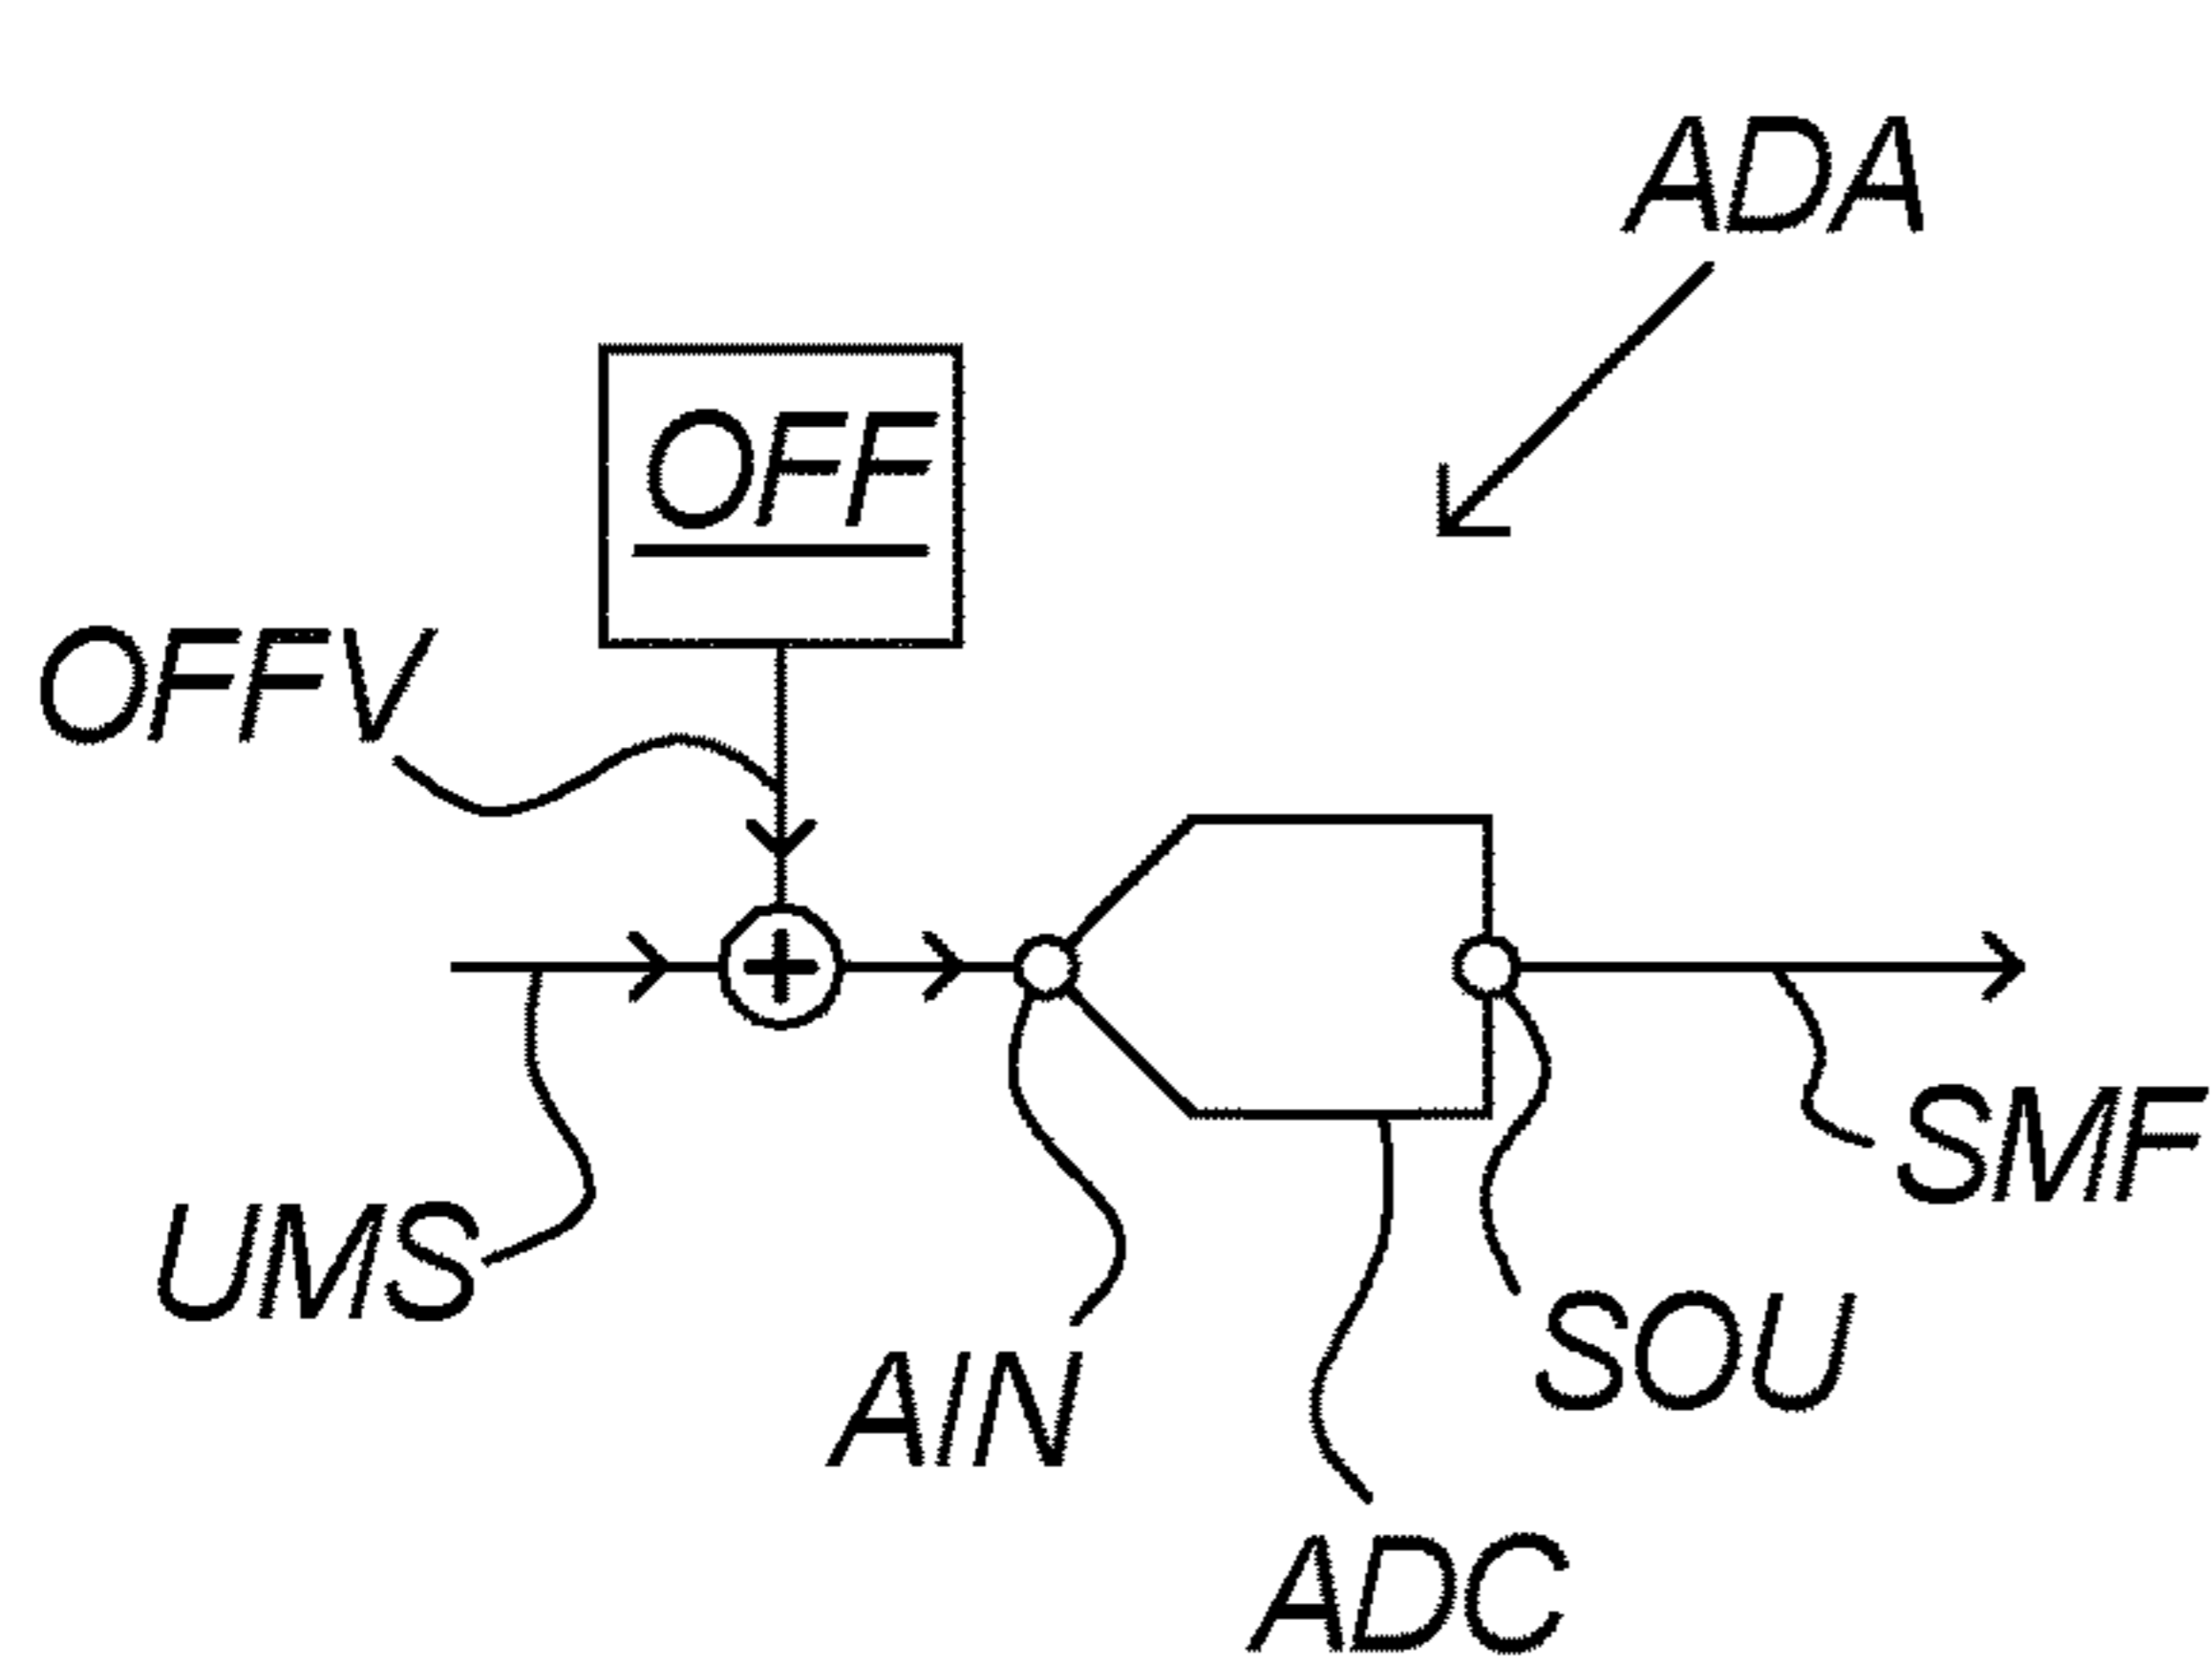 ADA
OFF
OFFV
+
SMF
UMS
SOU
AIN
ADC